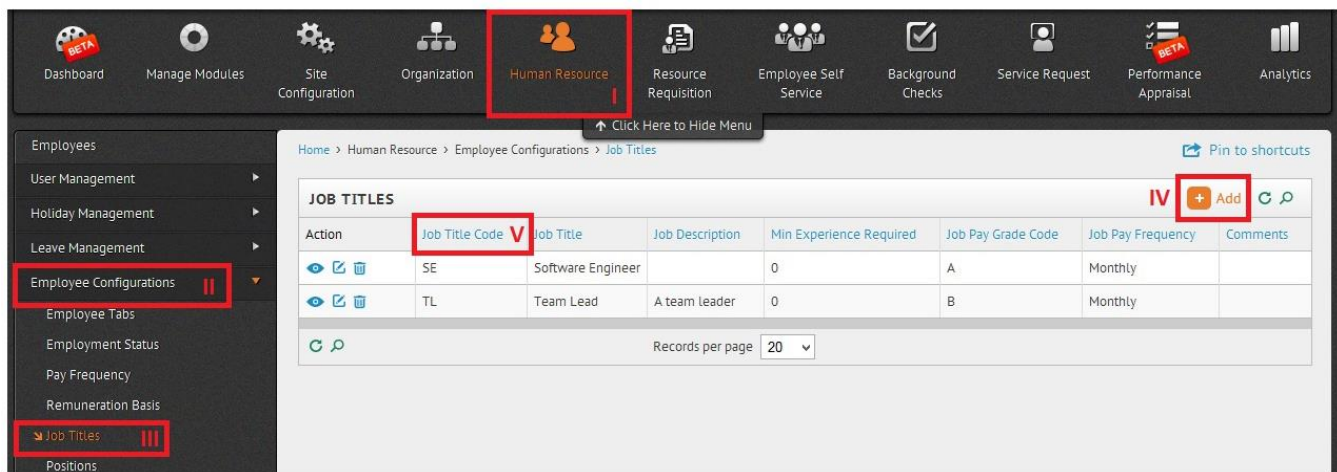 BETA
BETA
Dashboard
Manage Modules
Site
Configuration
Organization
Human Resource
I
Resource
Requisition
Employee Self
Service
Background
Checks
Service Request
Performance
Appraisal
Analytics
Click Here to Hide Menu
Employees
User Management
Holiday Management
Leave Management
Employee Configurations II
Employee Tabs
Employment Status
Pay Frequency
Remuneration Basis
Job Titles III
Positions
Home > Human Resource > Employee Configurations > Job Titles
Pin to shortcuts
JOB TITLES
IV + Add
Action Job Title Code V Job Title Job Description Min Experience Required Job Pay Grade Code Job Pay Frequency Comments
SE Software Engineer 0 A Monthly
TL Team Lead A team leader 0 B Monthly
Records per page 20